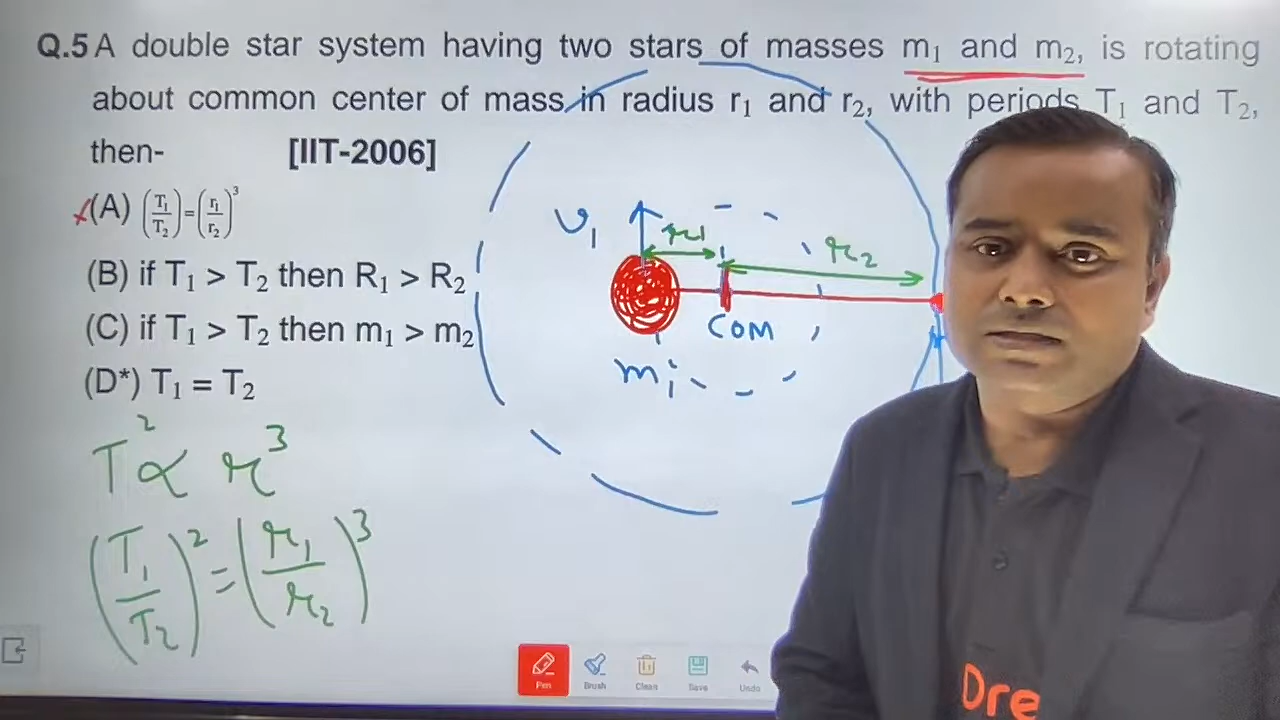 Q.5 A double star system having two stars of masses m₁ and m₂, is rotating
about common center of mass in radius r₁ and r₂, with periods T₁ and T₂,
then- [IIT-2006]
×(A) (T₁/T₂)=(r₁/r₂)³
(B) if T₁ > T₂ then R₁ > R₂
(C) if T₁ > T₂ then m₁ > m₂
(D*) T₁ = T₂
T² ∝ r³
(T₁/T₂)² = (r₁/r₂)³
v₁
r₁
r₂
COM
m₁
Pen Brush Clean Save Undo
Dre